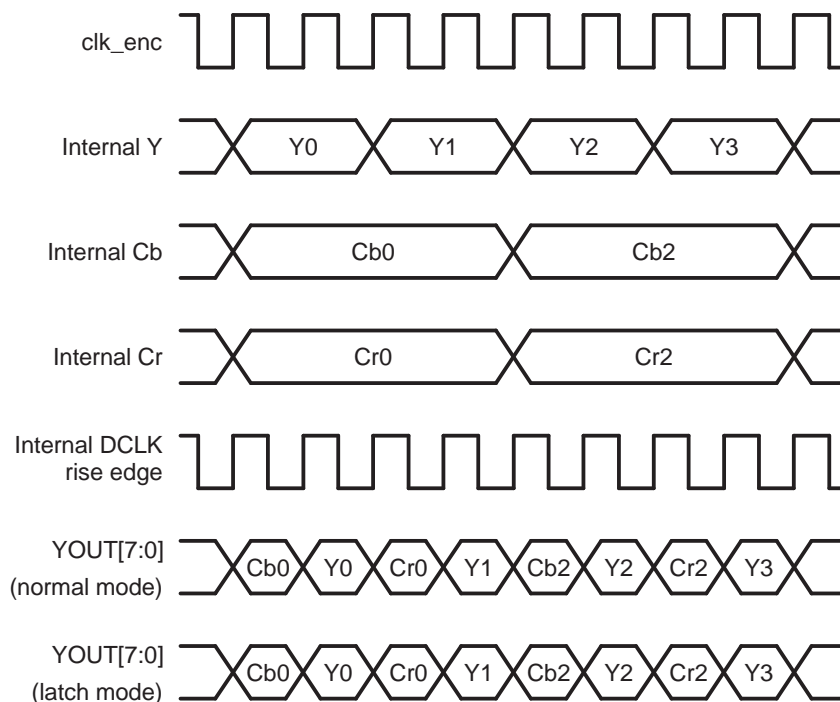 clk_enc
Internal Y
Y0 Y1 Y2 Y3
Internal Cb
Cb0 Cb2
Internal Cr
Cr0 Cr2
Internal DCLK
rise edge
YOUT[7:0]
(normal mode)
Cb0 Y0 Cr0 Y1 Cb2 Y2 Cr2 Y3
YOUT[7:0]
(latch mode)
Cb0 Y0 Cr0 Y1 Cb2 Y2 Cr2 Y3